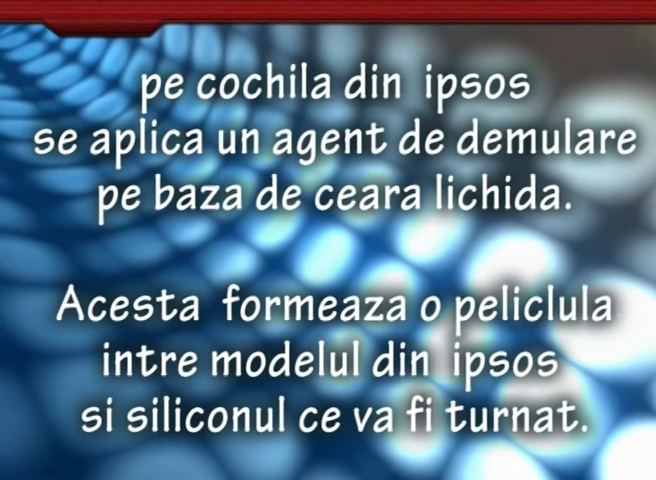 pe cochila din ipsos
se aplica un agent de demulare
pe baza de ceara lichida.
Acesta formeaza o peliclula
intre modelul din ipsos
si siliconul ce va fi turnat.